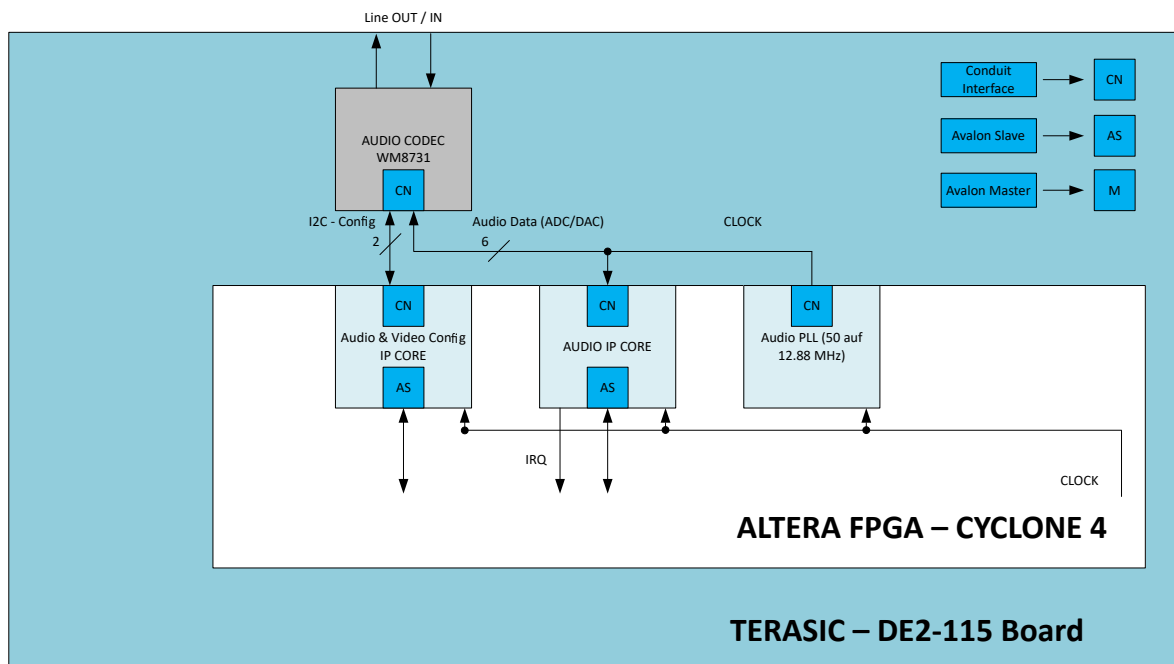 Line OUT / IN
Conduit
Interface
CN
Avalon Slave
AS
Avalon Master
M
AUDIO CODEC
WM8731
CN
I2C - Config
2
Audio Data (ADC/DAC)
6
CLOCK
CN
Audio & Video Config
IP CORE
AS
CN
AUDIO IP CORE
AS
CN
Audio PLL (50 auf
12.88 MHz)
IRQ
CLOCK
ALTERA FPGA – CYCLONE 4
TERASIC – DE2-115 Board